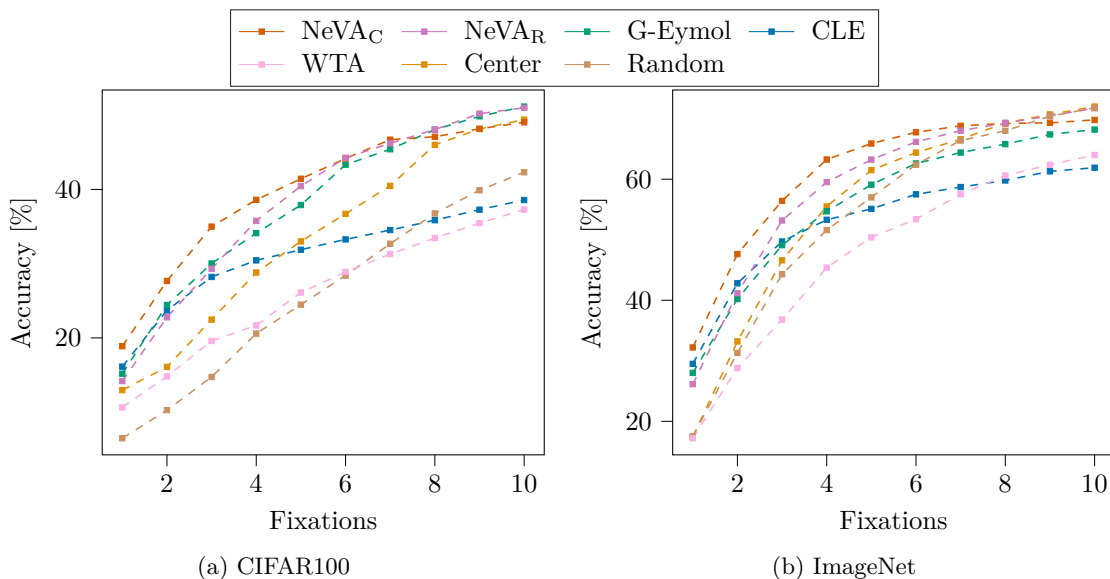 NeVA_C NeVA_R G-Eymol CLE
WTA Center Random
Accuracy [%]
40
20
2 4 6 8 10
Fixations
(a) CIFAR100
Accuracy [%]
60
40
20
2 4 6 8 10
Fixations
(b) ImageNet